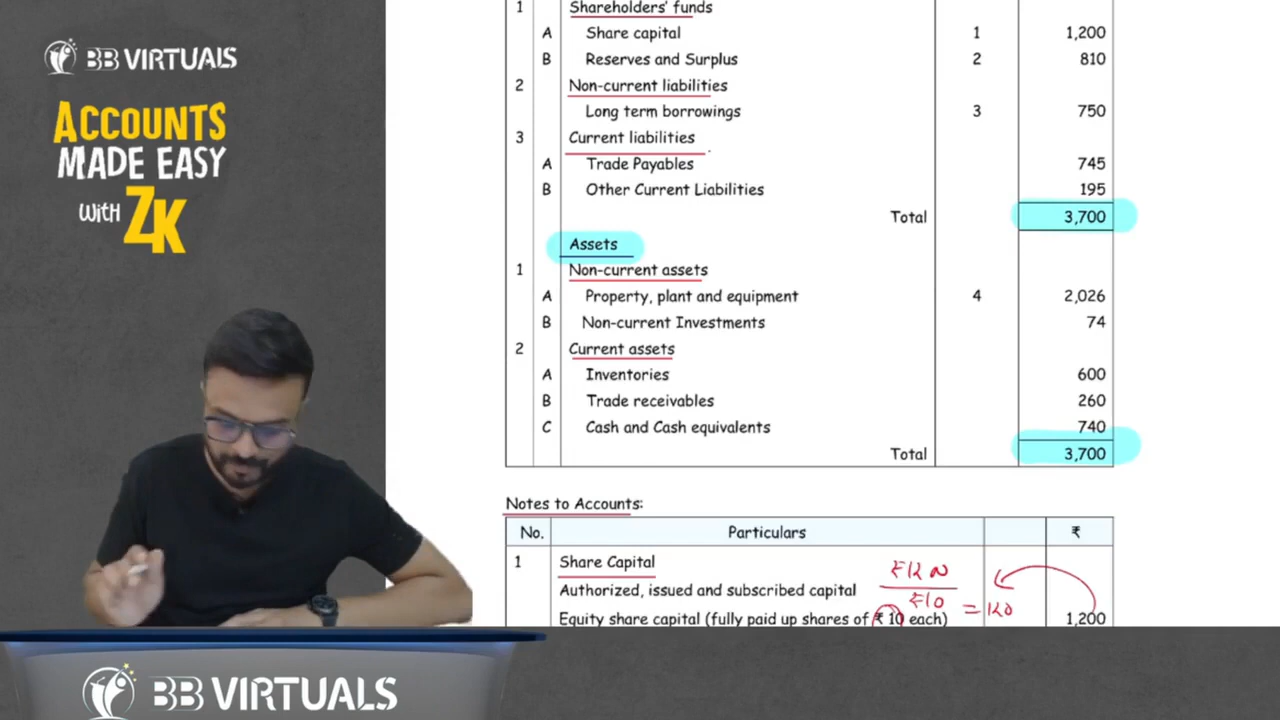 BB VIRTUALS
ACCOUNTS
MADE EASY
with ZK
1 Shareholders' funds
A Share capital 1 1,200
B Reserves and Surplus 2 810
2 Non-current liabilities
Long term borrowings 3 750
3 Current liabilities
A Trade Payables 745
B Other Current Liabilities 195
Total 3,700
Assets
1 Non-current assets
A Property, plant and equipment 4 2,026
B Non-current Investments 74
2 Current assets
A Inventories 600
B Trade receivables 260
C Cash and Cash equivalents 740
Total 3,700
Notes to Accounts:
No. Particulars ₹
1 Share Capital
Authorized, issued and subscribed capital
₹10 = 120
Equity share capital (fully paid up shares of ₹ 10 each) 1,200
BB VIRTUALS